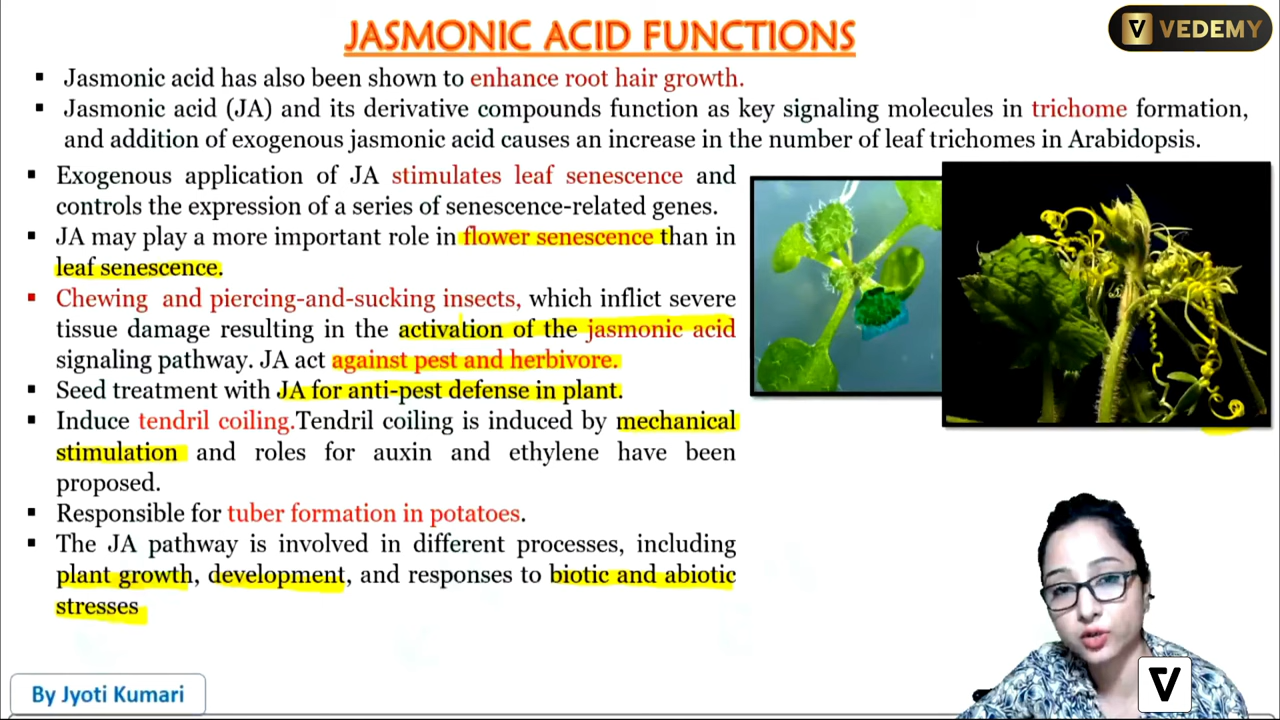 JASMONIC ACID FUNCTIONS
VEDEMY
▪ Jasmonic acid has also been shown to enhance root hair growth.
▪ Jasmonic acid (JA) and its derivative compounds function as key signaling molecules in trichome formation,
and addition of exogenous jasmonic acid causes an increase in the number of leaf trichomes in Arabidopsis.
▪ Exogenous application of JA stimulates leaf senescence and
controls the expression of a series of senescence-related genes.
▪ JA may play a more important role in flower senescence than in
leaf senescence.
▪ Chewing and piercing-and-sucking insects, which inflict severe
tissue damage resulting in the activation of the jasmonic acid
signaling pathway. JA act against pest and herbivore.
▪ Seed treatment with JA for anti-pest defense in plant.
▪ Induce tendril coiling.Tendril coiling is induced by mechanical
stimulation and roles for auxin and ethylene have been
proposed.
▪ Responsible for tuber formation in potatoes.
▪ The JA pathway is involved in different processes, including
plant growth, development, and responses to biotic and abiotic
stresses
By Jyoti Kumari